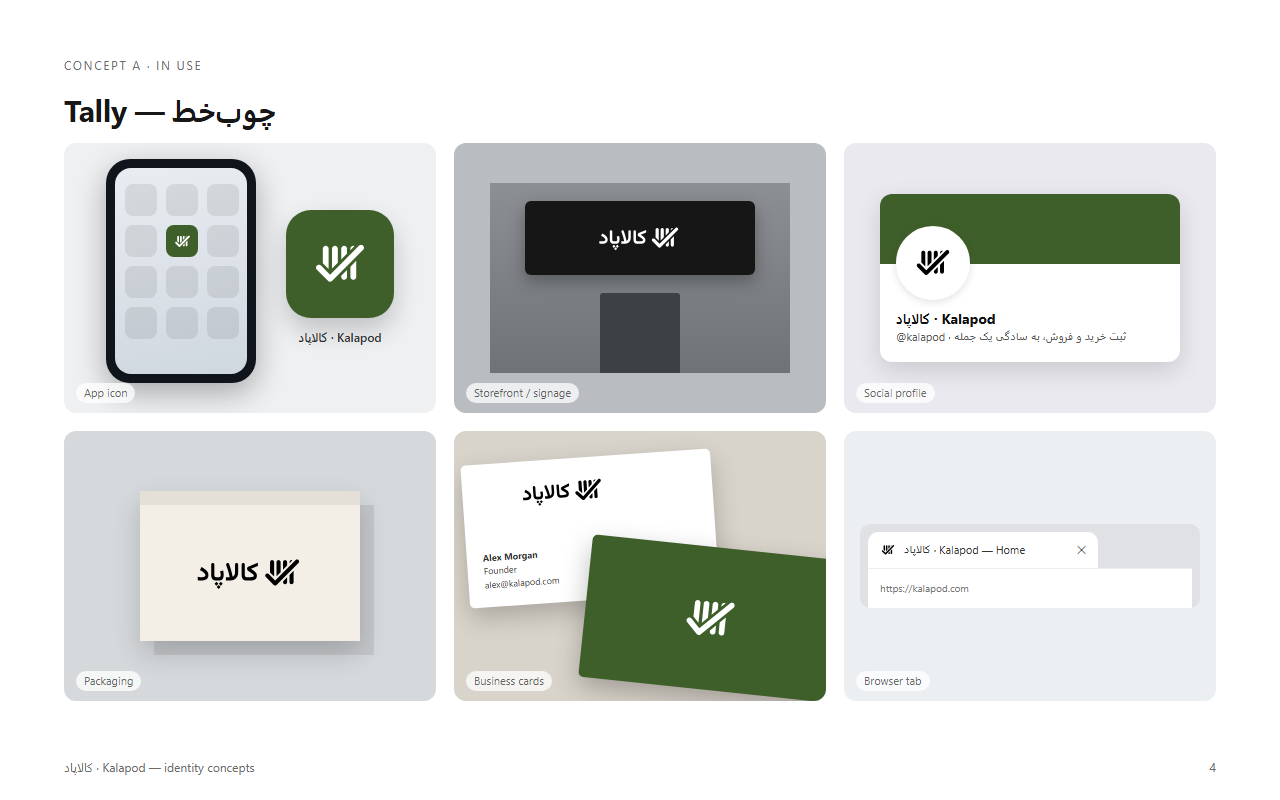 CONCEPT A · IN USE
Tally — چوب‌خط
کالاپاد · Kalapod
App icon
کالاپاد
Storefront / signage
کالاپاد · Kalapod
@kalapod · ثبت خرید و فروش، به سادگی یک جمله
Social profile
کالاپاد
Packaging
کالاپاد
Alex Morgan
Founder
alex@kalapod.com
Business cards
کالاپاد · Kalapod — Home
https://kalapod.com
Browser tab
کالاپاد · Kalapod — identity concepts
4